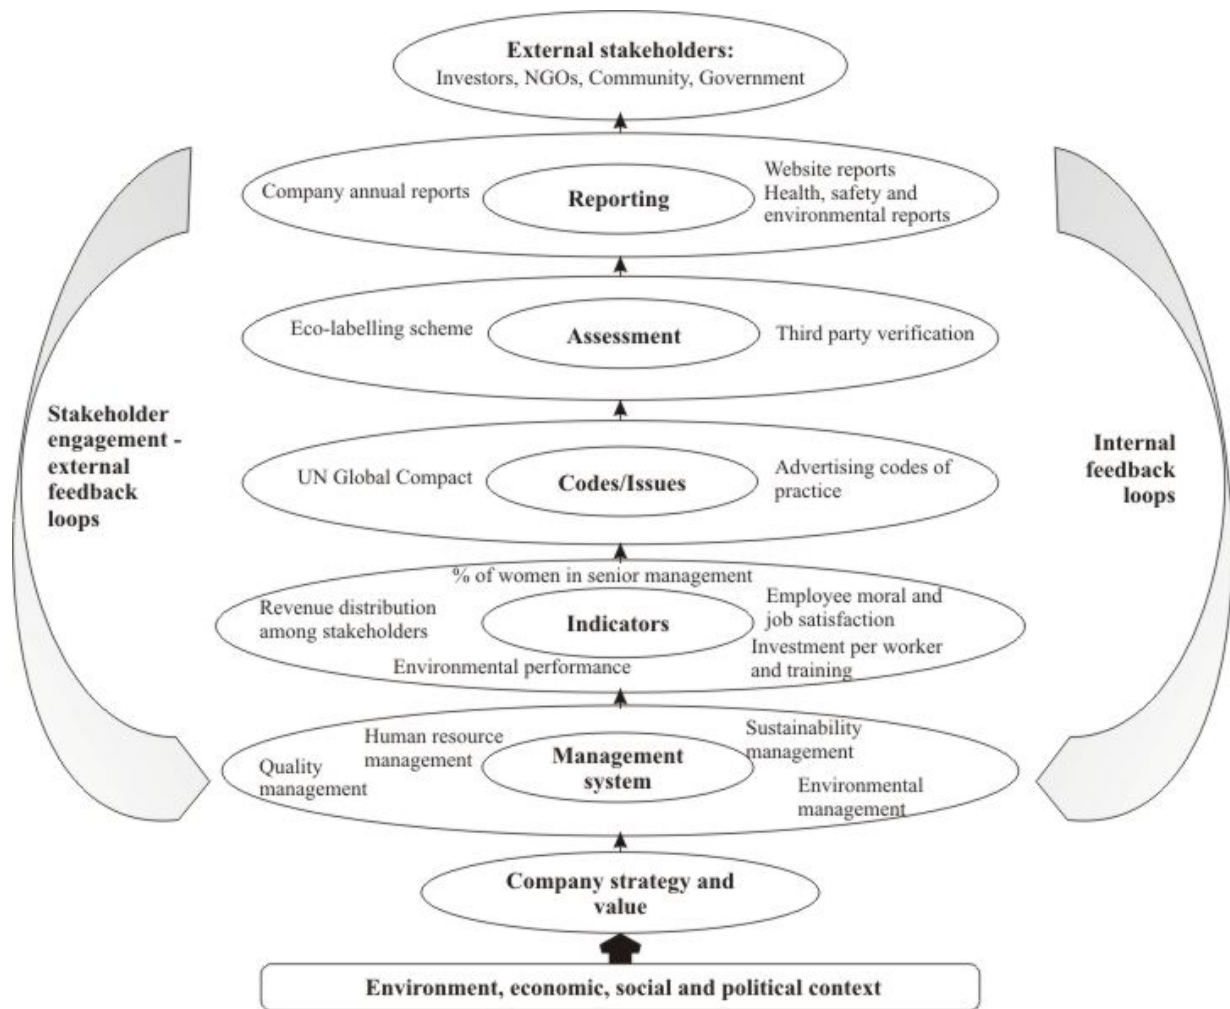 External stakeholders:
Investors, NGOs, Community, Government
Company annual reports
Reporting
Website reports
Health, safety and
environmental reports
Eco-labelling scheme
Assessment
Third party verification
Stakeholder
engagement -
external
feedback
loops
Internal
feedback
loops
UN Global Compact
Codes/Issues
Advertising codes of
practice
% of women in senior management
Revenue distribution
among stakeholders
Indicators
Employee moral and
job satisfaction
Environmental performance
Investment per worker
and training
Quality
management
Human resource
management
Management
system
Sustainability
management
Environmental
management
Company strategy and
value
Environment, economic, social and political context